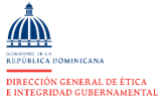 GOBIERNO DE LA
REPÚBLICA DOMINICANA
DIRECCIÓN GENERAL DE ÉTICA
E INTEGRIDAD GUBERNAMENTAL